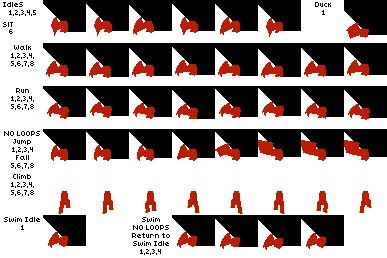 IdleS
1,2,3,4,5
SIT
6
Duck
1
Walk
1,2,3,4,
5,6,7,8
Run
1,2,3,4,
5,6,7,8
NO LOOPS
Jump
1,2,3,4
Fall
5,6,7,8
Climb
1,2,3,4,
5,6,7,8
Swim Idle
1
Swim
NO LOOPS
Return to
Swim Idle
1,2,3,4